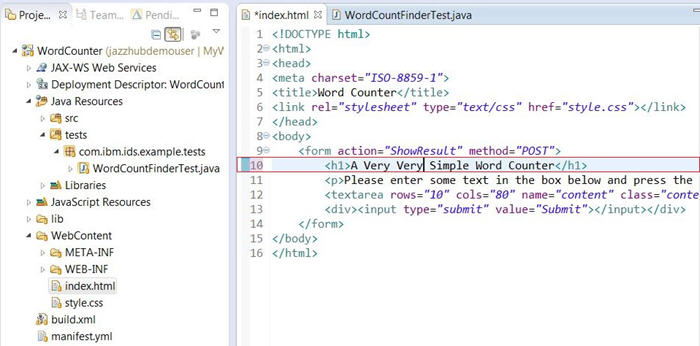 Proje...
Team...
Pendi...
WordCounter (jazzhubdemouser | MyW
JAX-WS Web Services
Deployment Descriptor: WordCount
Java Resources
src
tests
com.ibm.ids.example.tests
WordCountFinderTest.java
Libraries
JavaScript Resources
lib
WebContent
META-INF
WEB-INF
index.html
style.css
build.xml
manifest.yml
*index.html
WordCountFinderTest.java
1 <!DOCTYPE html>
2 <html>
3 <head>
4 <meta charset="ISO-8859-1">
5 <title>Word Counter</title>
6 <link rel="stylesheet" type="text/css" href="style.css"></link>
7 </head>
8 <body>
9 <form action="ShowResult" method="POST">
10 <h1>A Very Very Simple Word Counter</h1>
11 <p>Please enter some text in the box below and press the
12 <textarea rows="10" cols="80" name="content" class="conte
13 <div><input type="submit" value="Submit"></input></div>
14 </form>
15 </body>
16 </html>